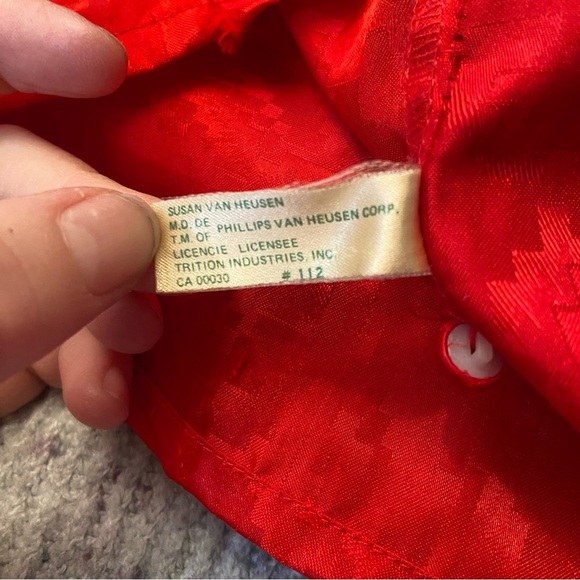 SUSAN VAN HEUSEN
M.D. DE
T.M. OF PHILLIPS VAN HEUSEN CORP.
LICENCIE LICENSEE
TRITION INDUSTRIES, INC.
CA 00030 # 112